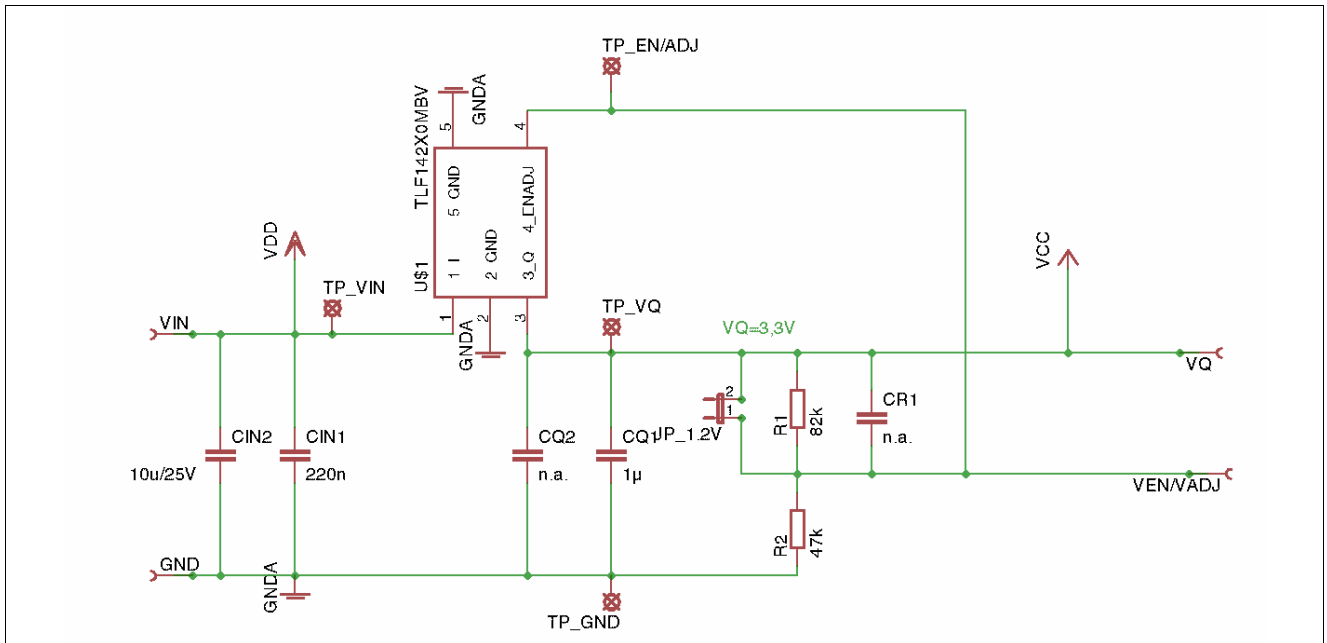 TP_EN/ADJ
GNDA
TLF142X0MBV
5
4
5 GND
4_ENADJ
VDD
U$1
1 I
2 GND
3_Q
VCC
TP_VIN
TP_VQ
VIN
1
GNDA
2
3
VQ=3,3V
VQ
2
1
JP_1.2V
R1
82k
CR1
n.a.
CIN2
10u/25V
CIN1
220n
CQ2
n.a.
CQ1
1µ
VEN/VADJ
R2
47k
GND
GNDA
TP_GND